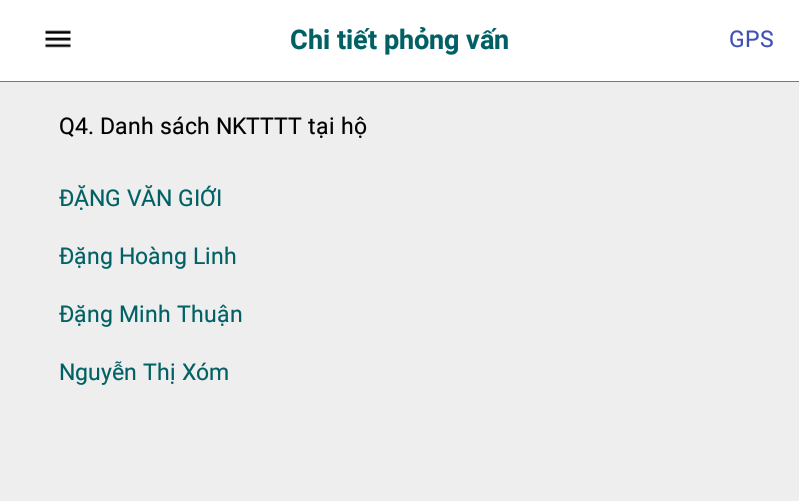 Chi tiết phỏng vấn
GPS
Q4. Danh sách NKTTTT tại hộ
ĐẶNG VĂN GIỚI
Đặng Hoàng Linh
Đặng Minh Thuận
Nguyễn Thị Xóm